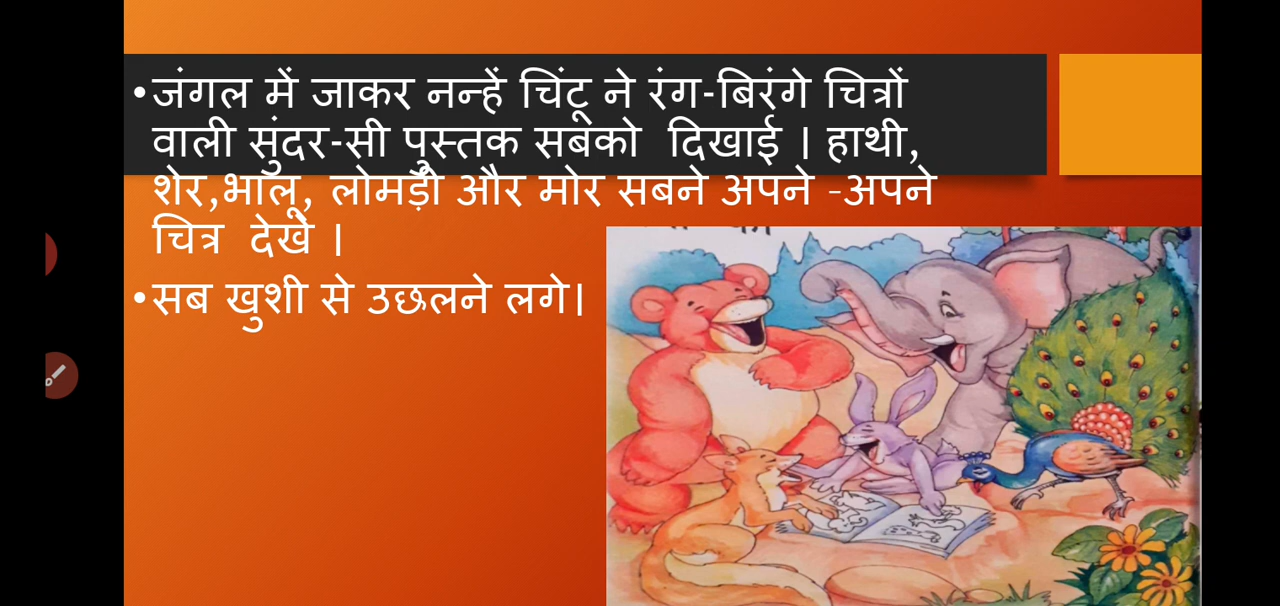 •जंगल में जाकर नन्हें चिंटू ने रंग-बिरंगे चित्रों
वाली सुंदर-सी पुस्तक सबको  दिखाई । हाथी,
शेर,भालू, लोमड़ी और मोर सबने अपने -अपने
चित्र  देखे ।
•सब खुशी से उछलने लगे।